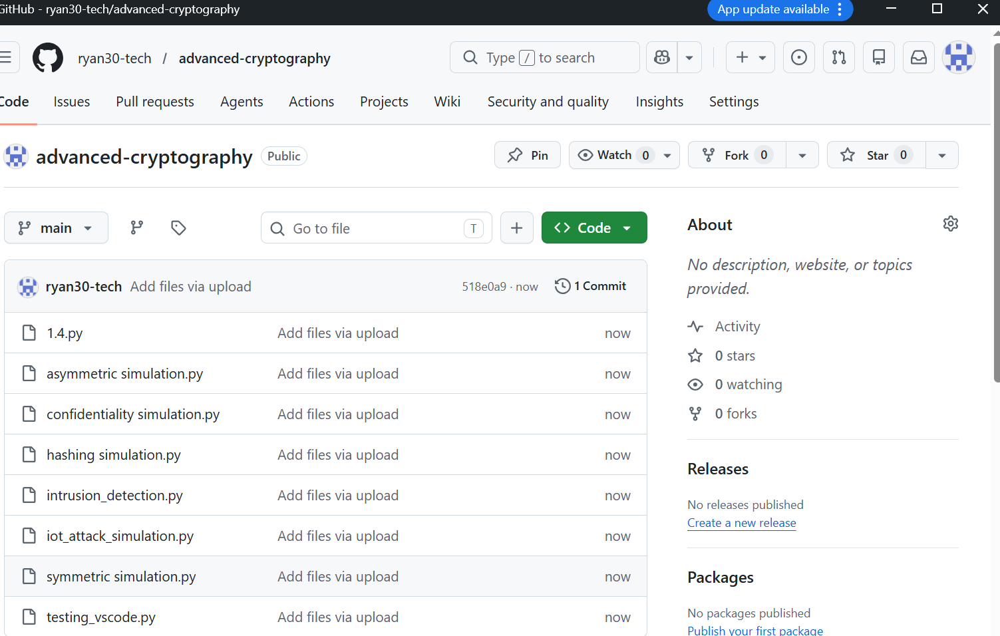 GitHub - ryan30-tech/advanced-cryptography
App update available
ryan30-tech / advanced-cryptography
Type / to search
Code Issues Pull requests Agents Actions Projects Wiki Security and quality Insights Settings
advanced-cryptography Public
Pin Watch 0 Fork 0 Star 0
main
Go to file T
Code
ryan30-tech Add files via upload 518e0a9 · now 1 Commit
1.4.py Add files via upload now
asymmetric simulation.py Add files via upload now
confidentiality simulation.py Add files via upload now
hashing simulation.py Add files via upload now
intrusion_detection.py Add files via upload now
iot_attack_simulation.py Add files via upload now
symmetric simulation.py Add files via upload now
testing_vscode.py Add files via upload now
About
No description, website, or topics
provided.
Activity
0 stars
0 watching
0 forks
Releases
No releases published
Create a new release
Packages
No packages published
Publish your first package